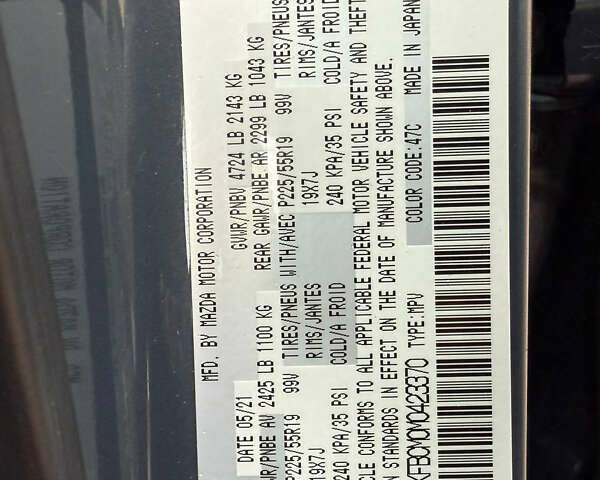 MFD. BY MAZDA MOTOR CORPORATION
DATE 05/21 GVWR/PNBV 4724 LB 2143 KG
WR/PNBE AV 2425 LB 1100 KG REAR GAWR/PNBE AR 2299 LB 1043 KG
P225/55R19 99V TIRES/PNEUS WITH/AVEC P225/55R19 99V TIRES/PNEUS
19X7J RIMS/JANTES 19X7J RIMS/JANTES
240 KPA/35 PSI COLD/A FROID 240 KPA/35 PSI COLD/A FROID
CLE CONFORMS TO ALL APPLICABLE FEDERAL MOTOR VEHICLE SAFETY AND THEFT
N STANDARDS IN EFFECT ON THE DATE OF MANUFACTURE SHOWN ABOVE.
KFBCM0M0423370 TYPE:MPV COLOR CODE:47C MADE IN JAPAN